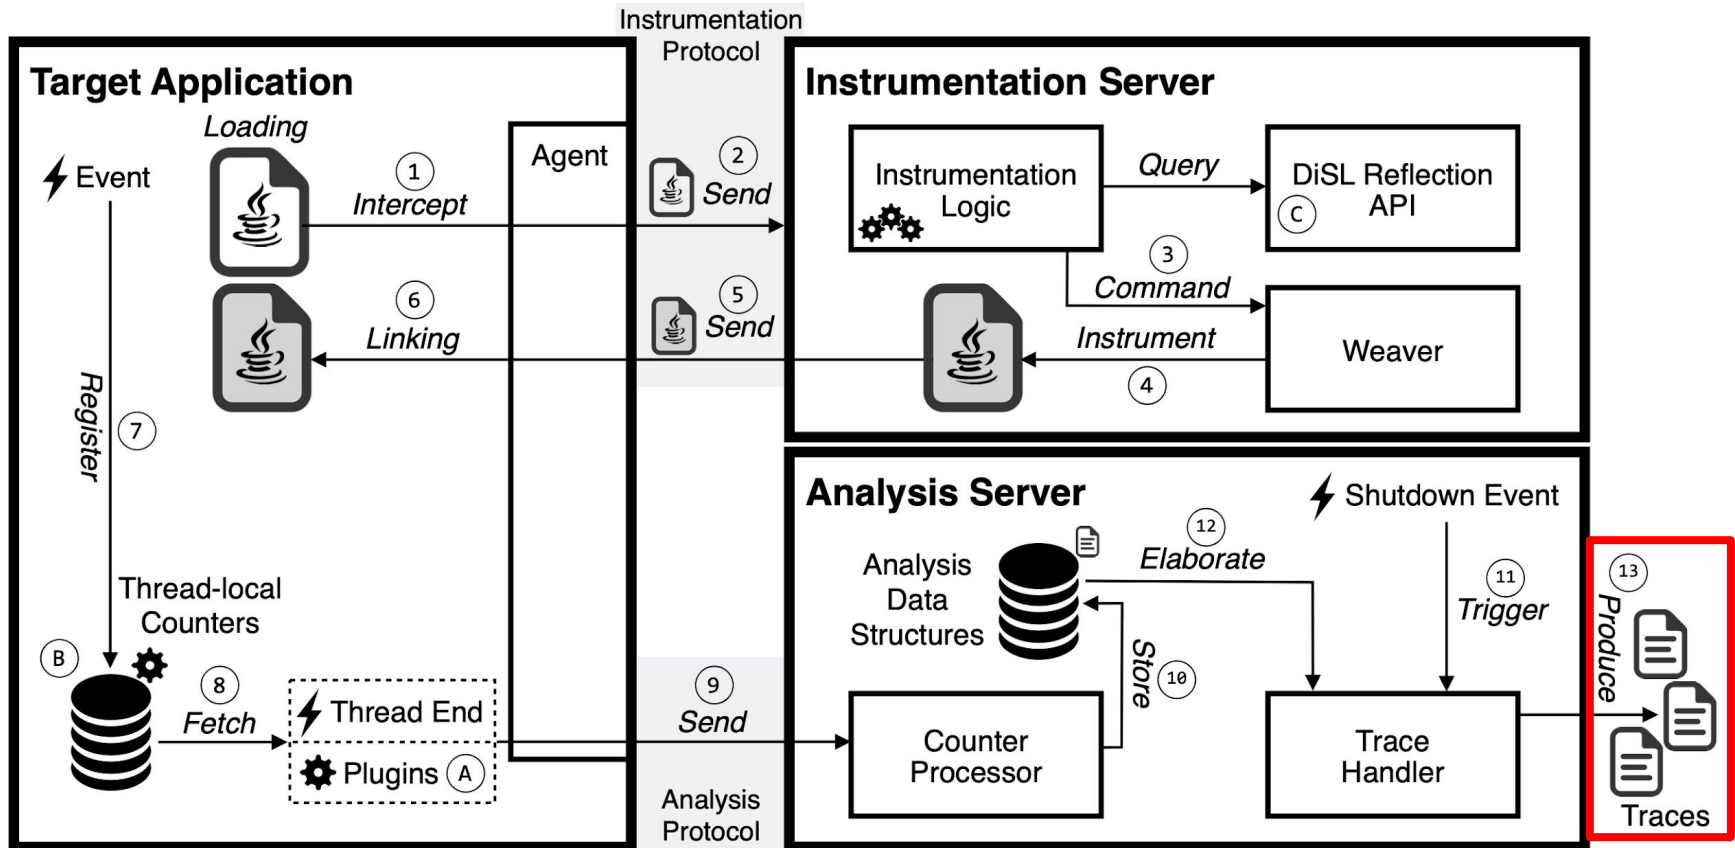 Instrumentation
Protocol
Target Application
Loading
Event
1
Intercept
Agent
2
Send
6
Linking
5
Send
Register
7
Thread-local
Counters
B
8
Fetch
Thread End
Plugins
A
9
Send
Analysis
Protocol
Instrumentation Server
Instrumentation
Logic
Query
DiSL Reflection
API
C
3
Command
Instrument
4
Weaver
Analysis Server
Shutdown Event
12
Elaborate
Analysis
Data
Structures
11
Trigger
Store
10
Counter
Processor
Trace
Handler
13
Produce
Traces